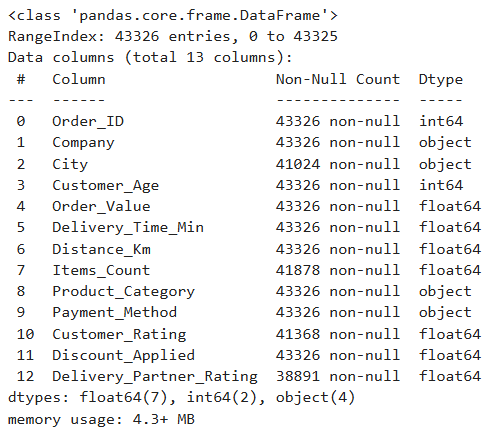 <class 'pandas.core.frame.DataFrame'>
RangeIndex: 43326 entries, 0 to 43325
Data columns (total 13 columns):
 #   Column                   Non-Null Count  Dtype
---  ------                   --------------  -----
 0   Order_ID                 43326 non-null  int64
 1   Company                  43326 non-null  object
 2   City                     41024 non-null  object
 3   Customer_Age             43326 non-null  int64
 4   Order_Value              43326 non-null  float64
 5   Delivery_Time_Min        43326 non-null  float64
 6   Distance_Km              43326 non-null  float64
 7   Items_Count              41878 non-null  float64
 8   Product_Category         43326 non-null  object
 9   Payment_Method           43326 non-null  object
 10  Customer_Rating          41368 non-null  float64
 11  Discount_Applied         43326 non-null  float64
 12  Delivery_Partner_Rating  38891 non-null  float64
dtypes: float64(7), int64(2), object(4)
memory usage: 4.3+ MB